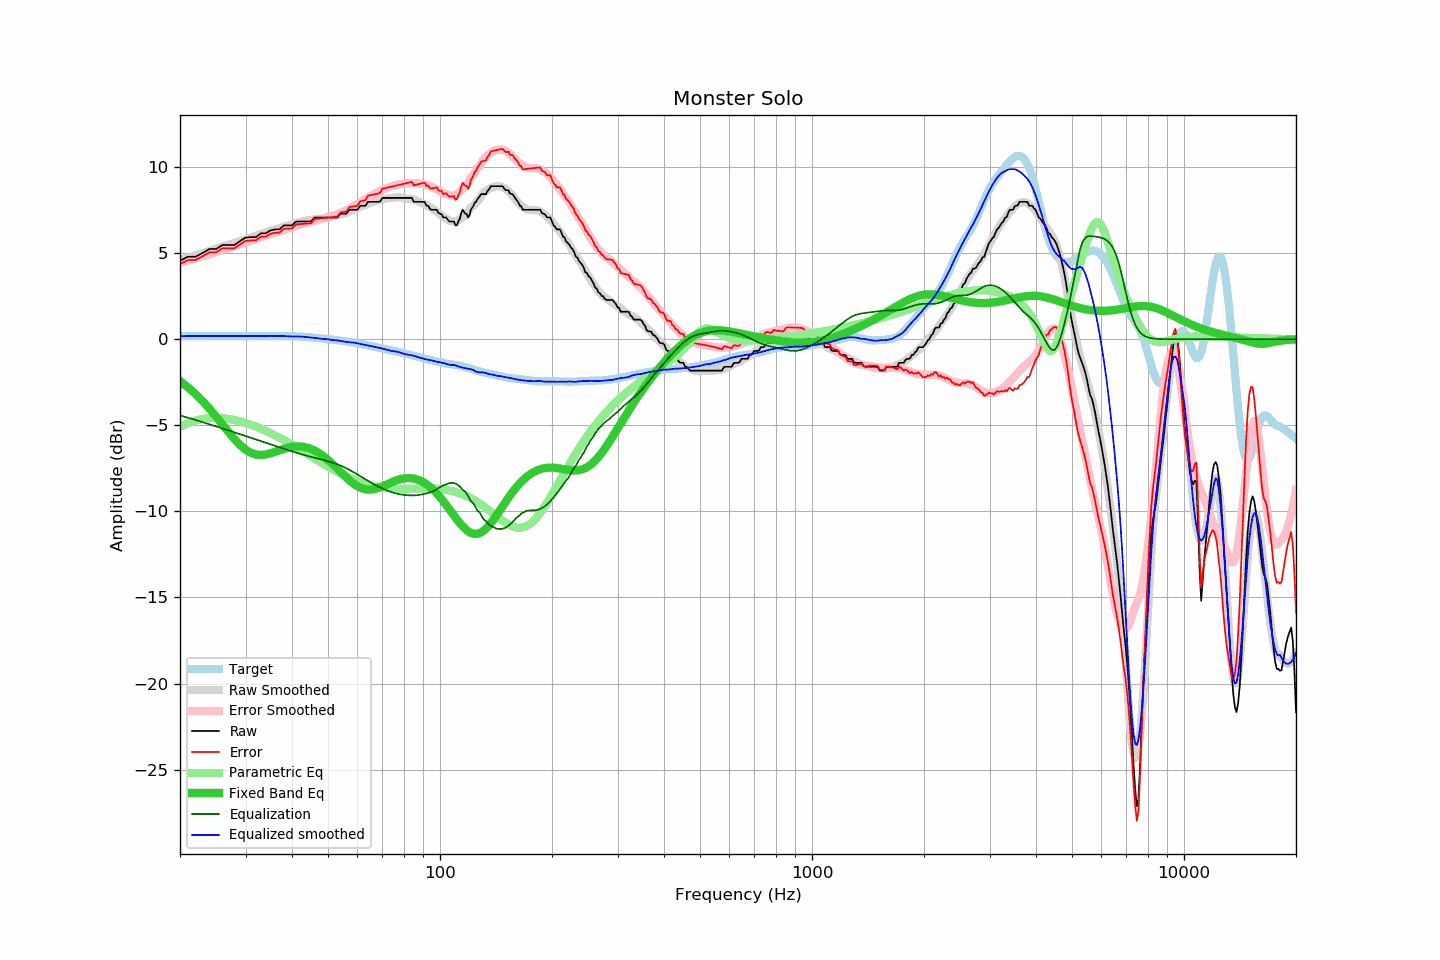 Monster Solo
Amplitude (dBr)
10
5
0
−5
−10
−15
−20
−25
Target
Raw Smoothed
Error Smoothed
Raw
Error
Parametric Eq
Fixed Band Eq
Equalization
Equalized smoothed
100
1000
10000
Frequency (Hz)